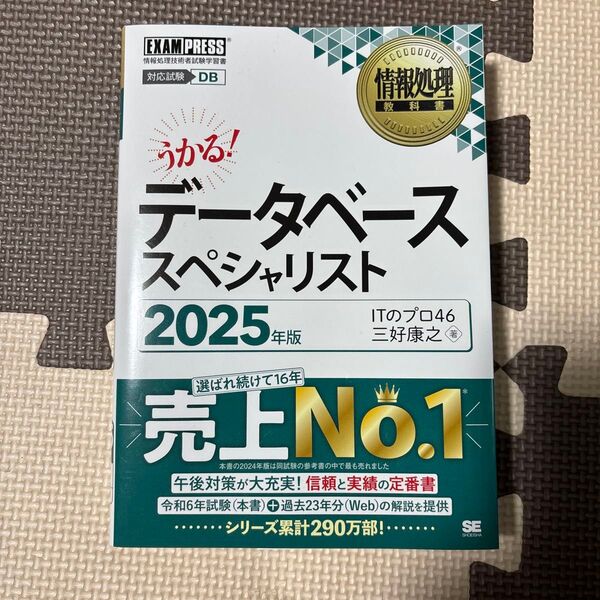 EXAMPRESS
情報処理技術者試験学習書
対応試験 DB
情報処理
教科書
うかる!
データベース
スペシャリスト
2025年版
ITのプロ46
三好康之 著
選ばれ続けて16年
売上No.1※
本書の2024年版は同試験の参考書の中で最も売れました
午後対策が大充実!信頼と実績の定番書
令和6年試験(本書)+過去23年分(Web)の解説を提供
シリーズ累計290万部!
SE
SHOEISHA